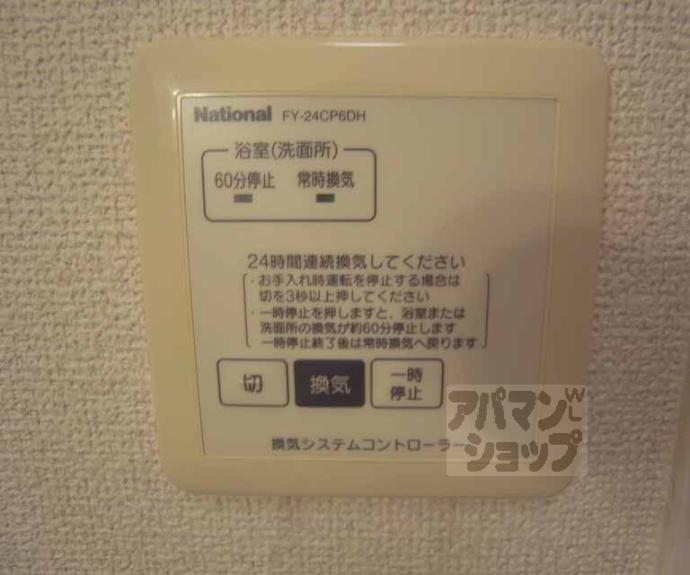 National FY-24CP6DH
浴室(洗面所)
60分停止 常時換気
24時間連続換気してください
・お手入れ時運転を停止する場合は
切を3秒以上押してください
・一時停止を押しますと、浴室または
洗面所の換気が約60分停止します
一時停止終了後は常時換気へ戻ります
切 換気 一時
停止
換気システムコントローラー
アパマン
ショップ